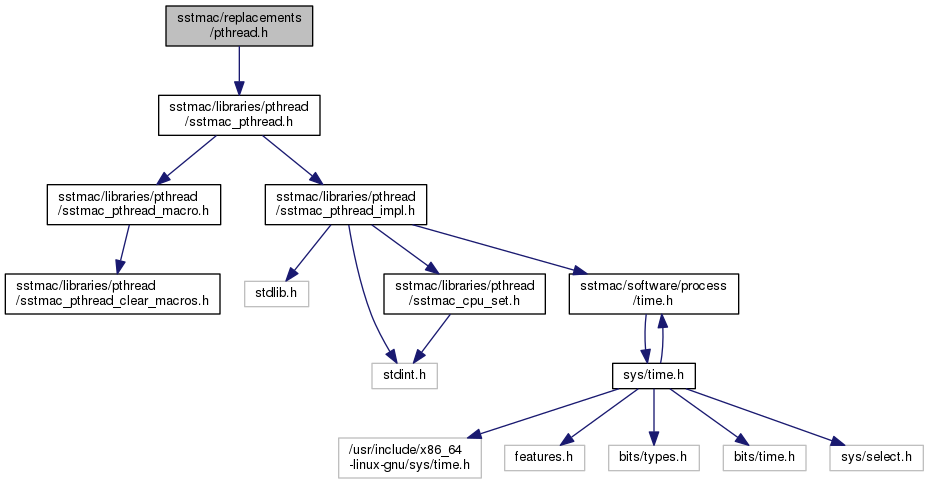 sstmac/replacements
/pthread.h
sstmac/libraries/pthread
/sstmac_pthread.h
sstmac/libraries/pthread
/sstmac_pthread_macro.h
sstmac/libraries/pthread
/sstmac_pthread_impl.h
sstmac/libraries/pthread
/sstmac_pthread_clear_macros.h
stdlib.h
sstmac/libraries/pthread
/sstmac_cpu_set.h
sstmac/software/process
/time.h
stdint.h
sys/time.h
/usr/include/x86_64
-linux-gnu/sys/time.h
features.h
bits/types.h
bits/time.h
sys/select.h